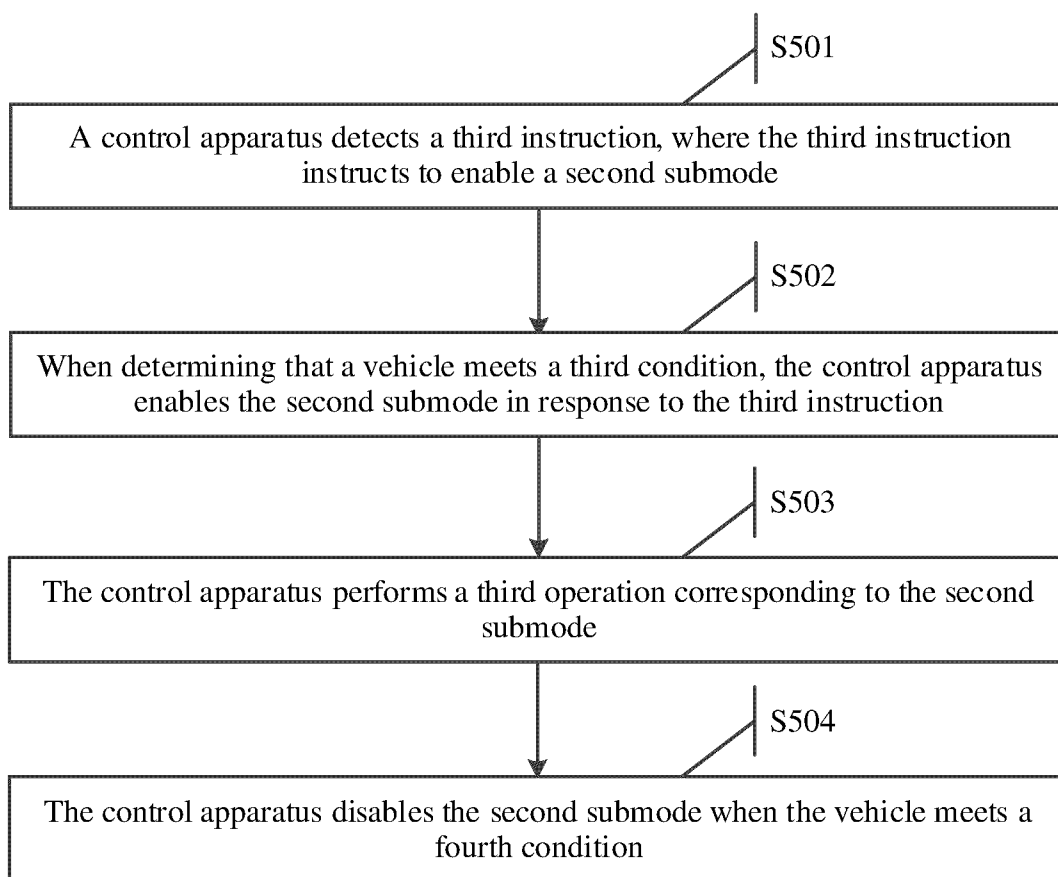 S501
A control apparatus detects a third instruction, where the third instruction
instructs to enable a second submode
S502
When determining that a vehicle meets a third condition, the control apparatus
enables the second submode in response to the third instruction
S503
The control apparatus performs a third operation corresponding to the second
submode
S504
The control apparatus disables the second submode when the vehicle meets a
fourth condition